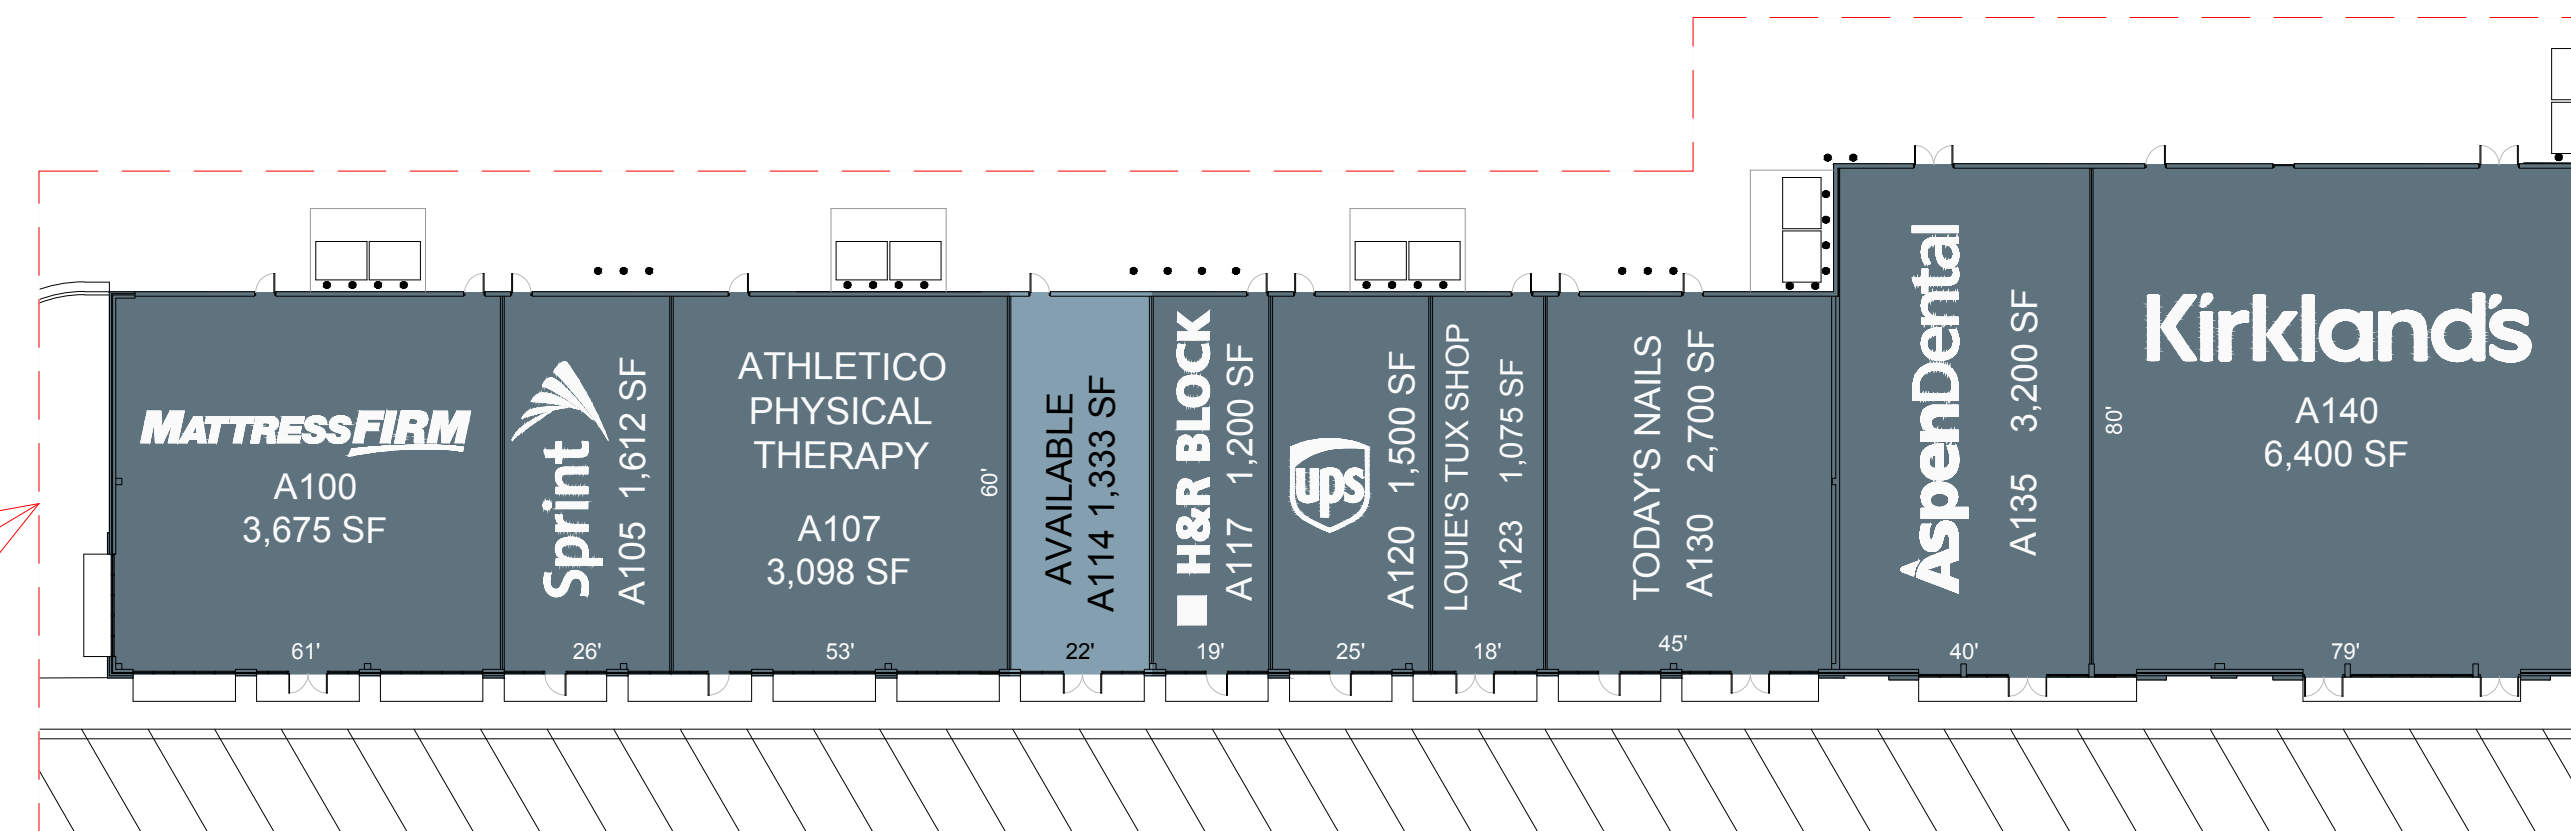 MATTRESSFIRM
A100
3,675 SF
61'
Sprint
A105 1,612 SF
26'
ATHLETICO
PHYSICAL
THERAPY
A107
3,098 SF
60'
53'
AVAILABLE
A114 1,333 SF
22'
H&R BLOCK
A117 1,200 SF
19'
ups
A120 1,500 SF
25'
LOUIE'S TUX SHOP
A123 1,075 SF
18'
TODAY'S NAILS
A130 2,700 SF
45'
AspenDental
A135 3,200 SF
40'
80'
Kirkland's
A140
6,400 SF
79'